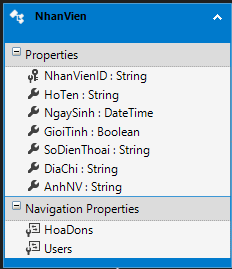 NhanVien
Properties
NhanVienID : String
HoTen : String
NgaySinh : DateTime
GioiTinh : Boolean
SoDienThoai : String
DiaChi : String
AnhNV : String
Navigation Properties
HoaDons
Users